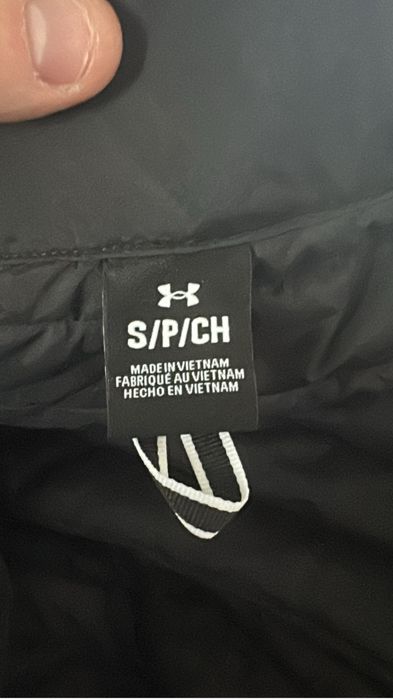 S/P/CH
MADE IN VIETNAM
FABRIQUÉ AU VIETNAM
HECHO EN VIETNAM